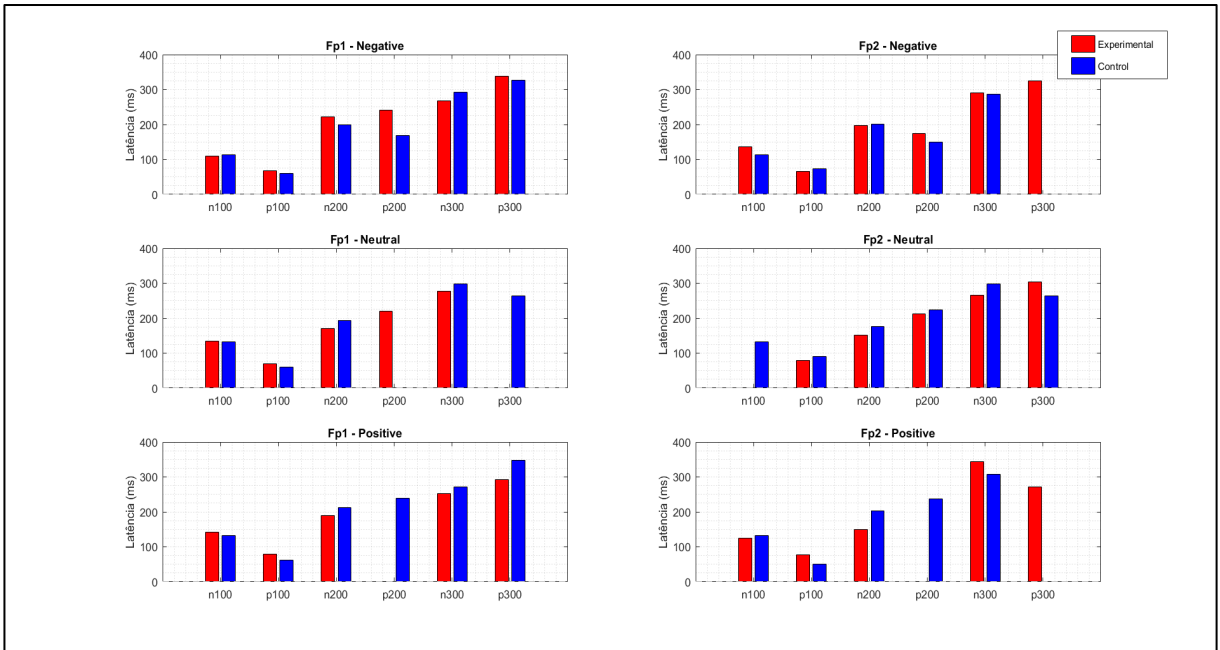 Fp1 - Negative
Latência (ms)
400
300
200
100
0
n100 p100 n200 p200 n300 p300
Fp2 - Negative
Experimental
Control
Latência (ms)
400
300
200
100
0
n100 p100 n200 p200 n300 p300
Fp1 - Neutral
Latência (ms)
400
300
200
100
0
n100 p100 n200 p200 n300 p300
Fp2 - Neutral
Latência (ms)
400
300
200
100
0
n100 p100 n200 p200 n300 p300
Fp1 - Positive
Latência (ms)
400
300
200
100
0
n100 p100 n200 p200 n300 p300
Fp2 - Positive
Latência (ms)
400
300
200
100
0
n100 p100 n200 p200 n300 p300